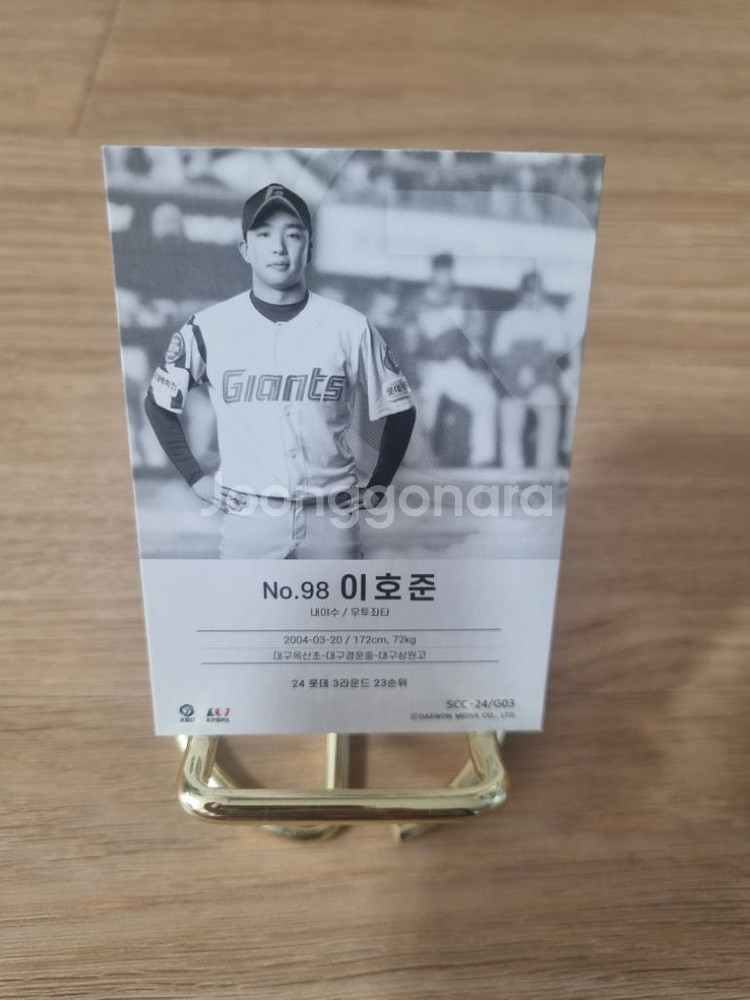 Giants
Joonggonara
No.98 이호준
내야수 / 우투좌타
2004-03-20 / 172cm, 72kg
대구옥산초-대구경운중-대구상원고
24 롯데 3라운드 23순위
SCC-24/G03
KBO
©DAEWON MEDIA CO., LTD.